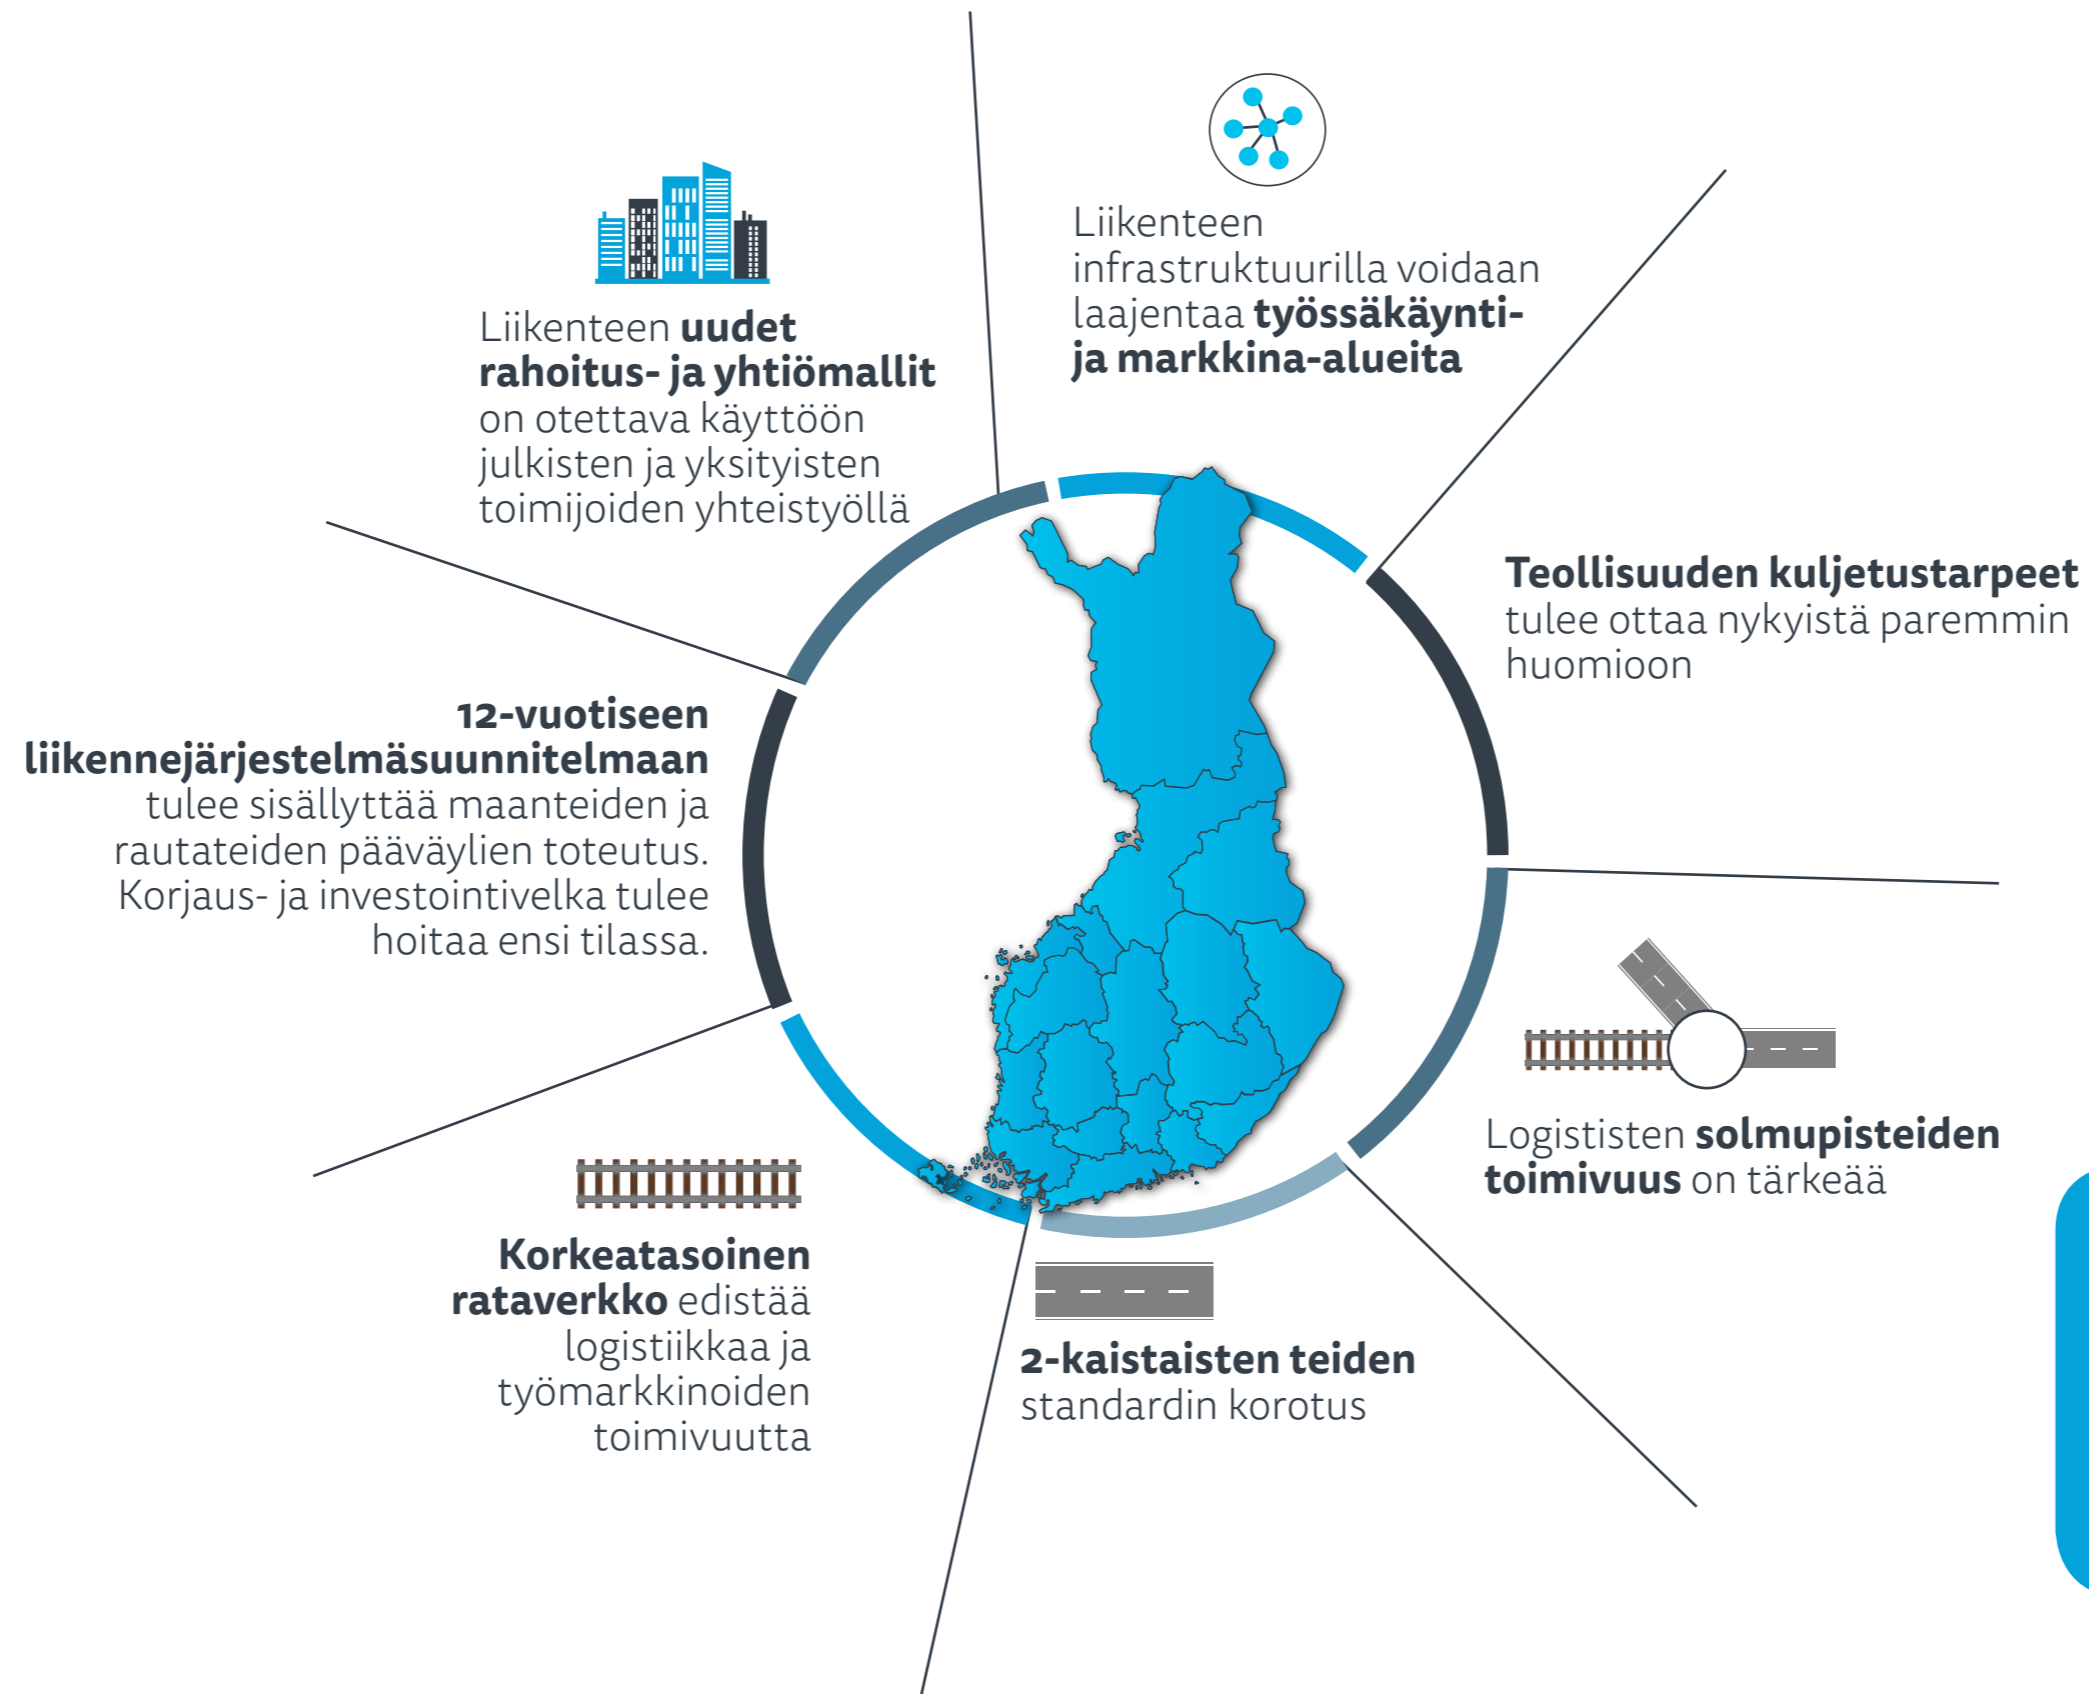 Liikenteen
infrastruktuurilla voidaan
laajentaa työssäkäynti-
ja markkina-alueita
Liikenteen uudet
rahoitus- ja yhtiömallit
on otettava käyttöön
julkisten ja yksityisten
toimijoiden yhteistyöllä
Teollisuuden kuljetustarpeet
tulee ottaa nykyistä paremmin
huomioon
12-vuotiseen
liikennejärjestelmäsuunnitelmaan
tulee sisällyttää maanteiden ja
rautateiden pääväylien toteutus.
Korjaus- ja investointivelka tulee
hoitaa ensi tilassa.
Logististen solmupisteiden
toimivuus on tärkeää
Korkeatasoinen
rataverkko edistää
logistiikkaa ja
työmarkkinoiden
toimivuutta
2-kaistaisten teiden
standardin korotus